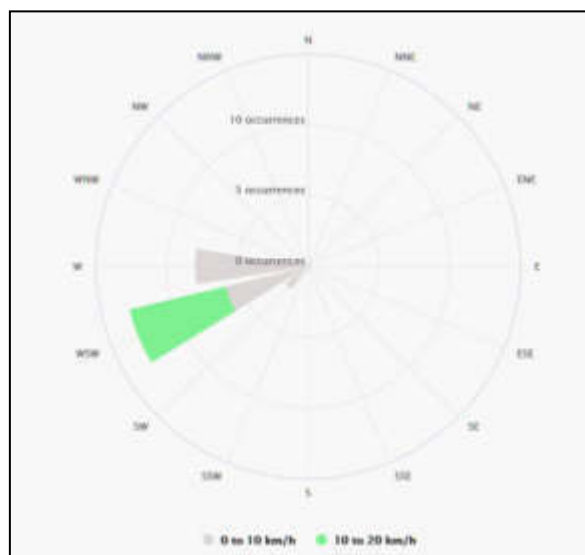 N
NNW
NNE
NW
NE
10 occurrences
WNW
ENE
5 occurrences
0 occurrences
W
E
WSW
ESE
SW
SE
SSW
SSE
S
0 to 10 km/h
10 to 20 km/h